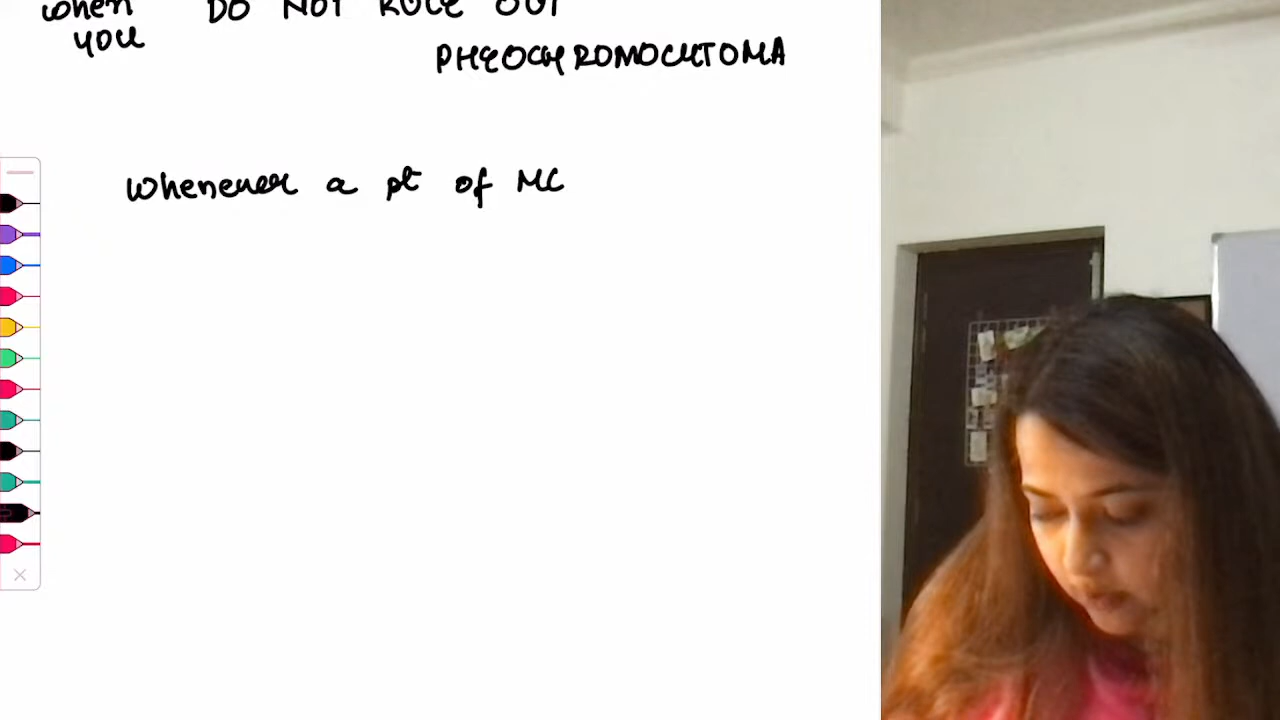 when DO NOT RULE OUT
you
PHEOCHROMOCYTOMA
Whenever a pt of MC